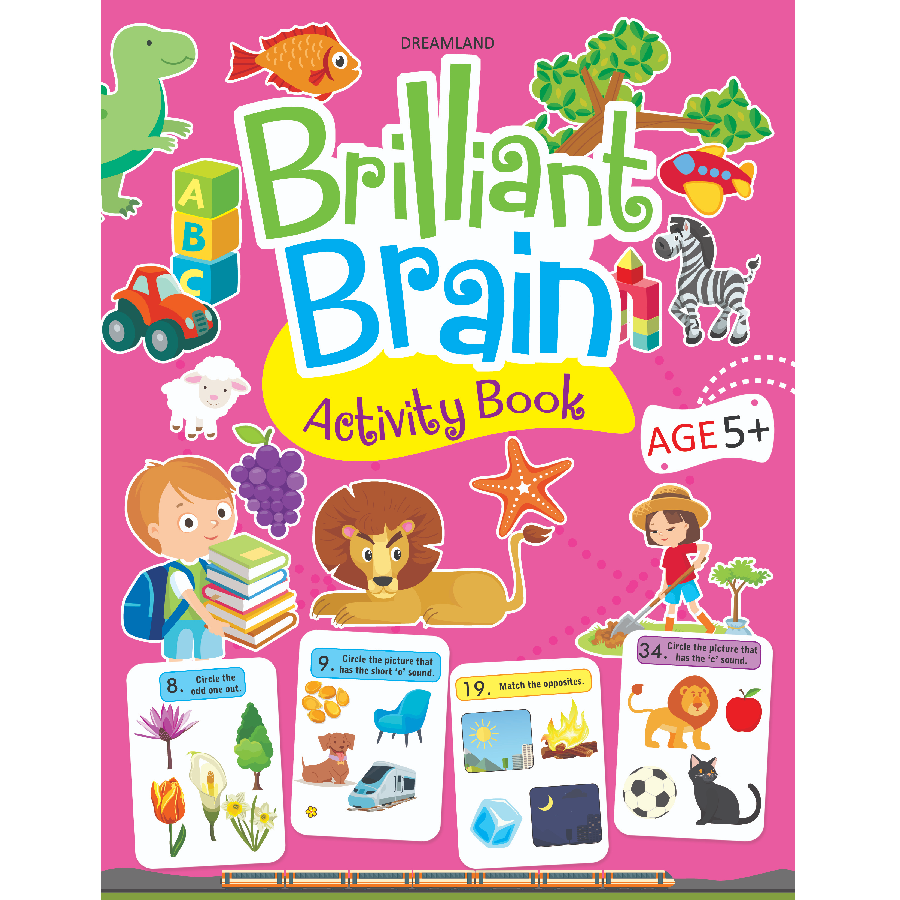 DREAMLAND
Brilliant
Brain
Activity Book
A
B
C
AGE 5+
8. Circle the
odd one out.
9. Circle the picture that
has the short ‘o’ sound.
19. Match the opposites.
34. Circle the picture that
has the ‘c’ sound.